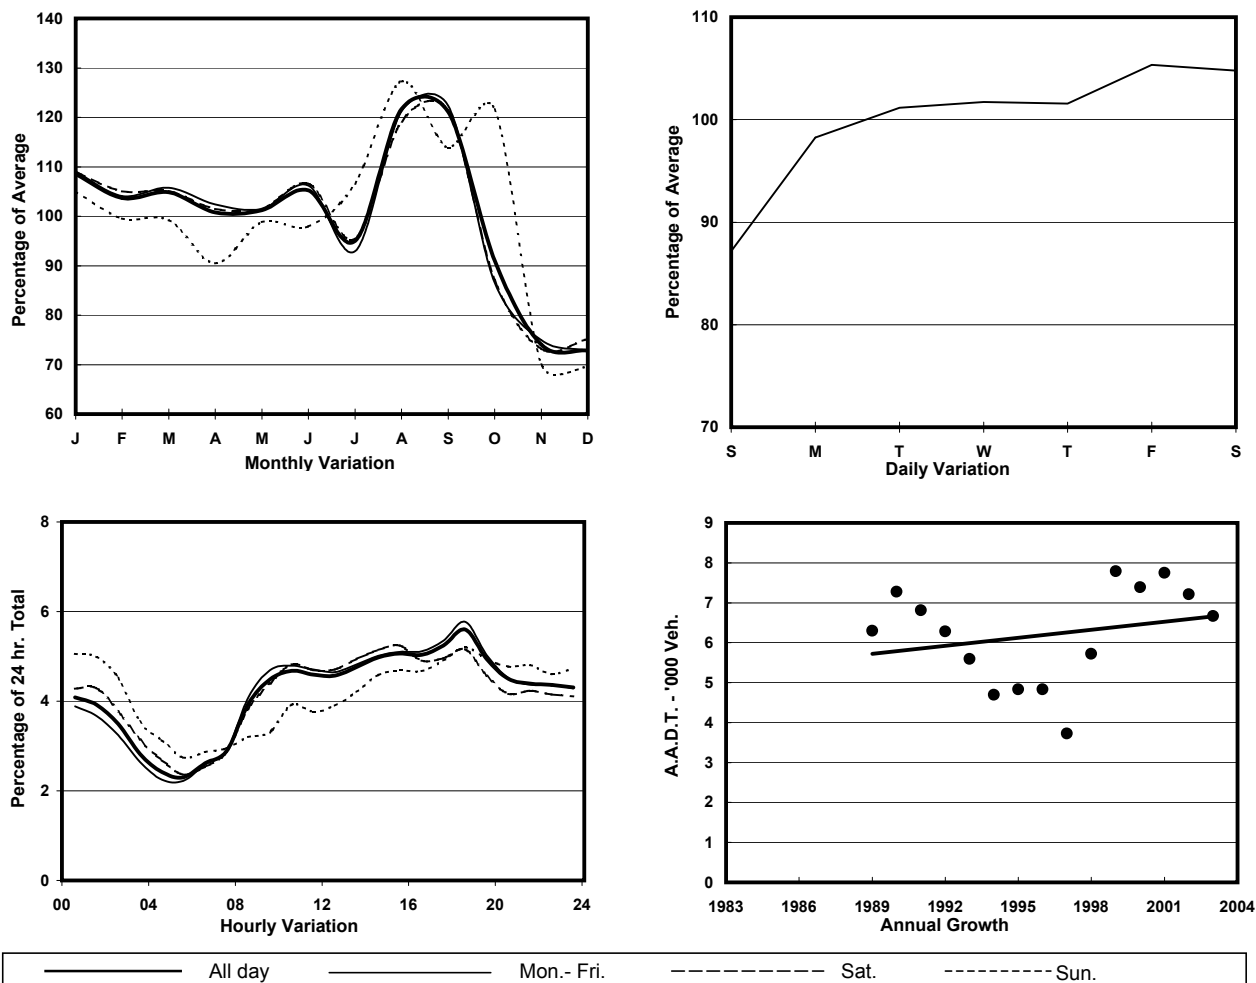 140
130
120
110
100
90
80
70
60
Percentage of Average
J F M A M J J A S O N D
Monthly Variation
110
100
90
80
70
Percentage of Average
S M T W T F S
Daily Variation
8
6
4
2
0
Percentage of 24 hr. Total
00 04 08 12 16 20 24
Hourly Variation
9
8
7
6
5
4
3
2
1
0
A.A.D.T. - '000 Veh.
1983 1986 1989 1992 1995 1998 2001 2004
Annual Growth
All day Mon.- Fri. Sat. Sun.